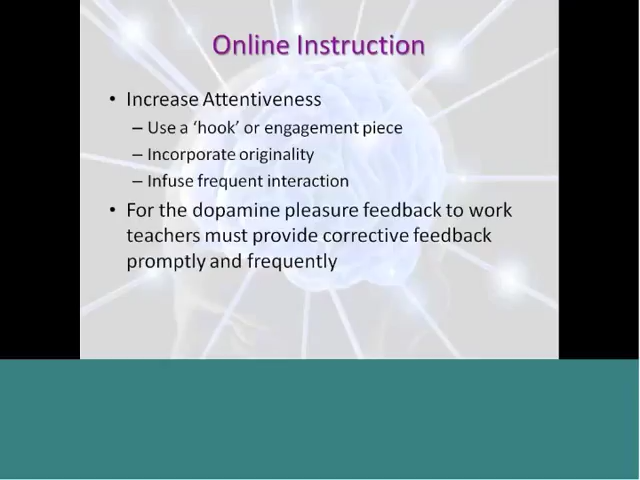 Online Instruction
• Increase Attentiveness
– Use a ‘hook’ or engagement piece
– Incorporate originality
– Infuse frequent interaction
• For the dopamine pleasure feedback to work
teachers must provide corrective feedback
promptly and frequently